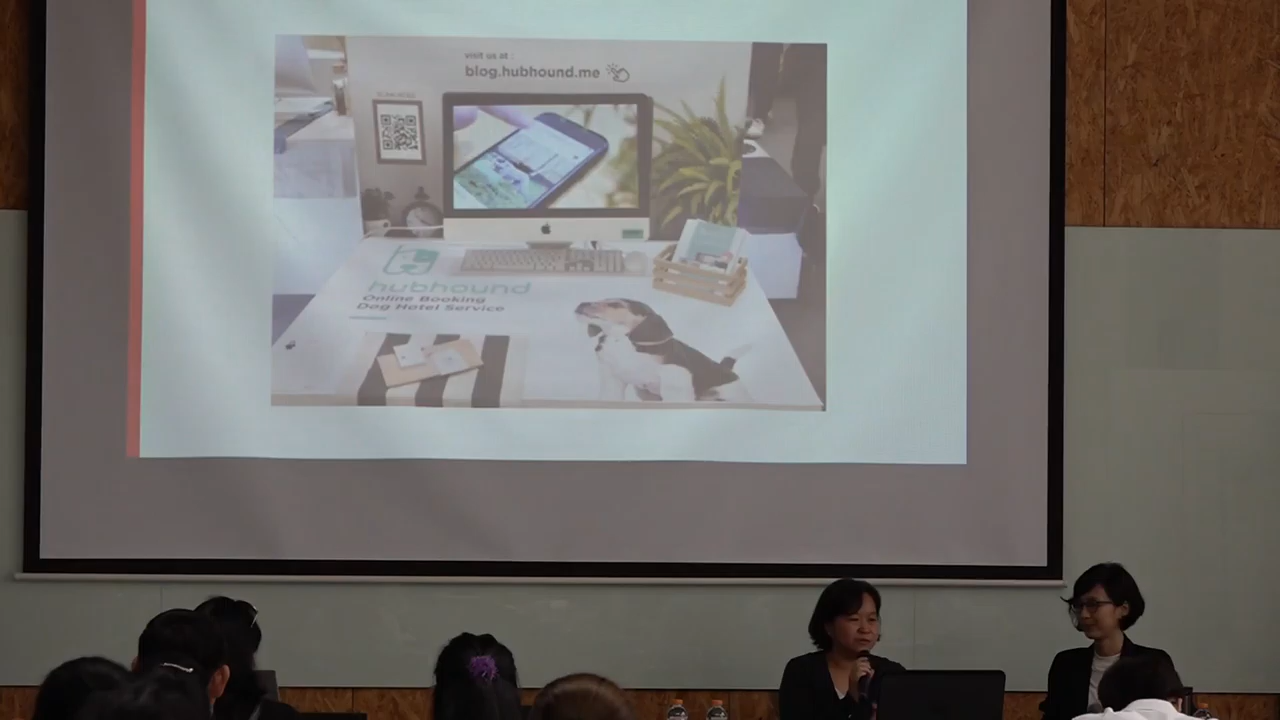 visit us at :
blog.hubhound.me
hubhound
Online Booking
Dog Hotel Service